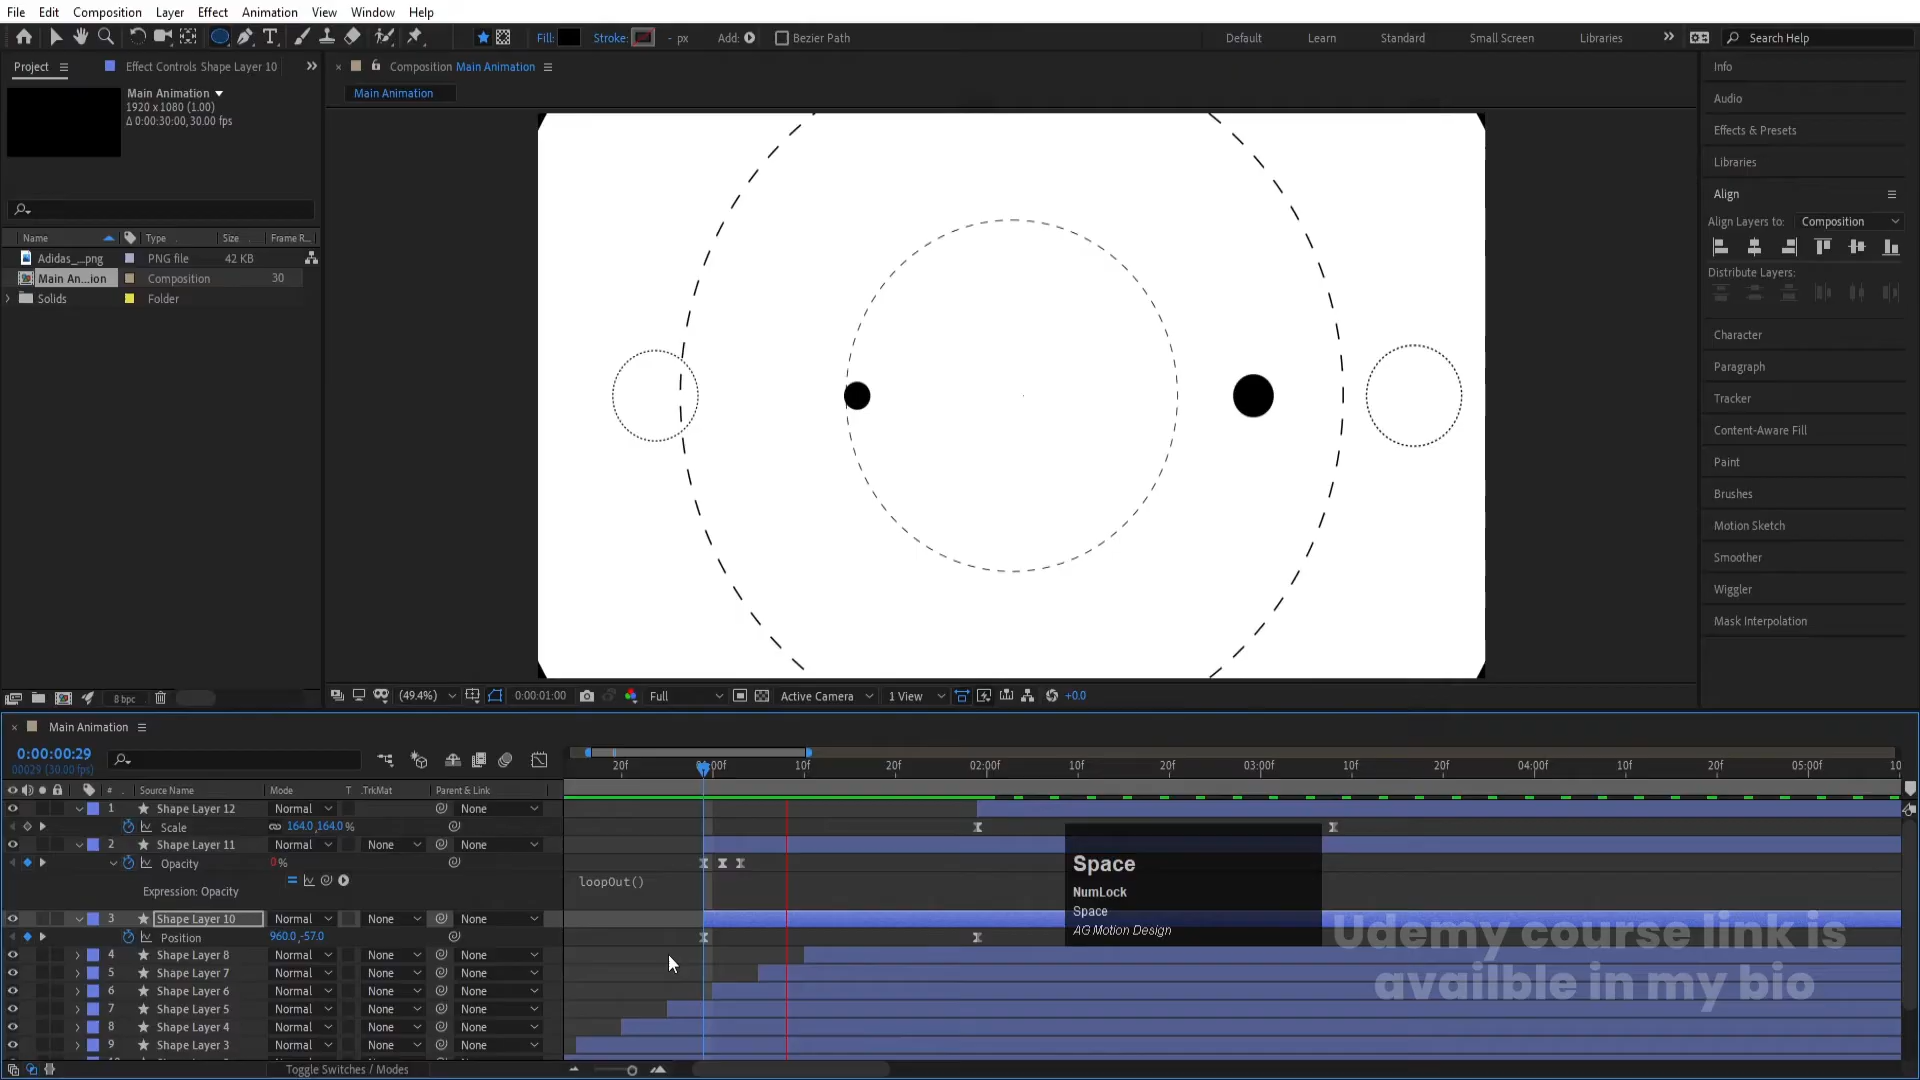 File Edit Composition Layer Effect Animation View Window Help
Fill: Stroke: - px Add: Bezier Path Default Learn Standard Small Screen Libraries Search Help
Project Effect Controls Shape Layer 10 Composition Main Animation Info
Main Animation
1920 x 1080 (1.00)
Δ 0:00:30:00, 30.00 fps
Main Animation
Audio
Effects & Presets
Libraries
Align
Align Layers to: Composition
Distribute Layers:
Character
Paragraph
Tracker
Content-Aware Fill
Paint
Brushes
Motion Sketch
Smoother
Wiggler
Mask Interpolation
Name Type Size Frame R...
Adidas_...png PNG file 42 KB
Main An...ion Composition 30
Solids Folder
8 bpc (49.4%) 0:00:01:00 Full Active Camera 1 View +0.0
Main Animation
0:00:00:29
00029 (30.00 fps)
20f 10f 20f 02:00f 10f 20f 03:00f 10f 20f 04:00f 10f 20f 05:00f 10
# Source Name Mode T .TrkMat Parent & Link
1 Shape Layer 12 Normal None
Scale 164.0,164.0 %
2 Shape Layer 11 Normal None None
Opacity 0 %
Expression: Opacity loopOut()
3 Shape Layer 10 Normal None None
Position 960.0,-57.0
4 Shape Layer 8 Normal None None
5 Shape Layer 7 Normal None None
6 Shape Layer 6 Normal None None
7 Shape Layer 5 Normal None None
8 Shape Layer 4 Normal None None
9 Shape Layer 3 Normal None None
Toggle Switches / Modes
Space
NumLock
Space
AG Motion Design
Udemy course link is
availble in my bio